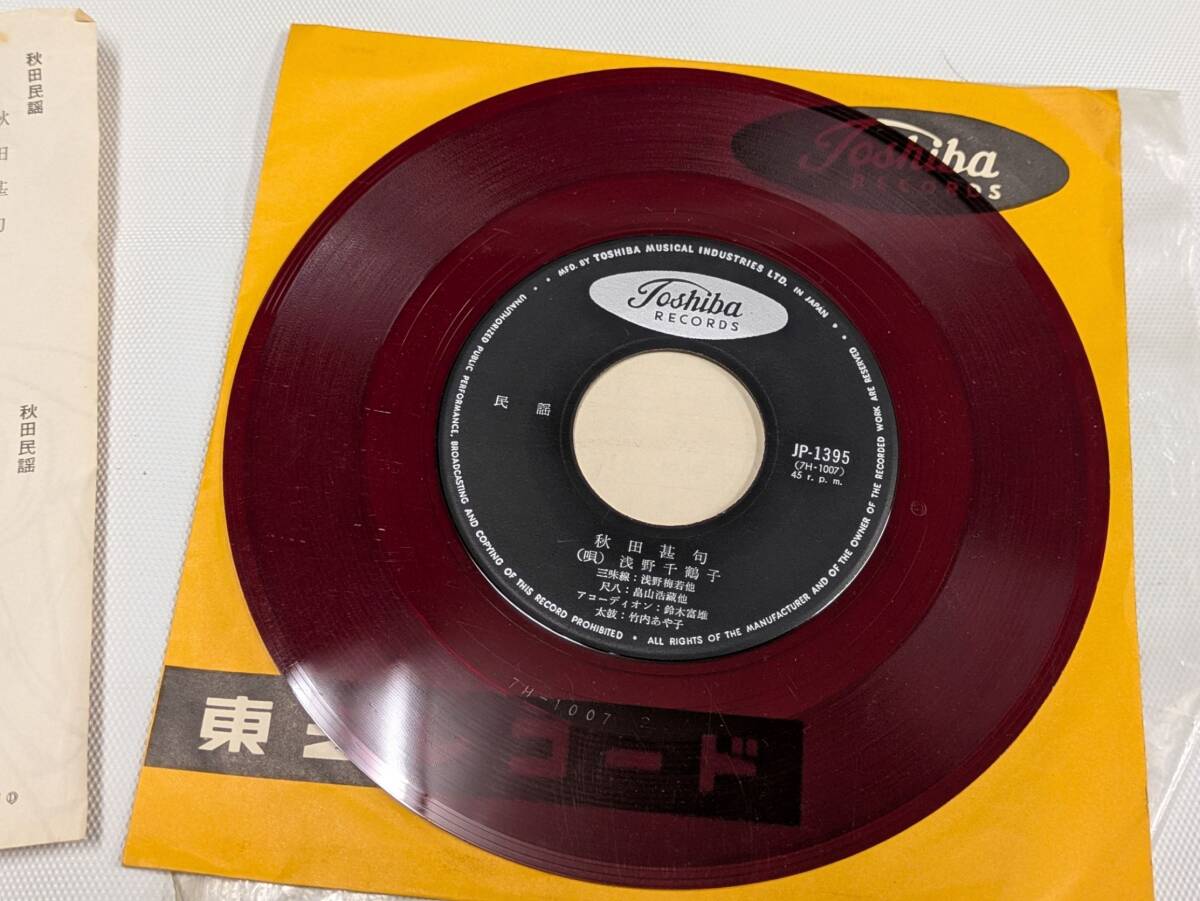 秋田民謡
秋田甚句
秋田民謡
Toshiba
RECORDS
MFD. BY TOSHIBA MUSICAL INDUSTRIES LTD. IN JAPAN
Toshiba
RECORDS
民謡
JP-1395
(7H-1007)
45 r. p. m.
秋田甚句
(唄) 浅野千鶴子
三味線:浅野梅若他
尺八:畠山浩蔵他
アコーディオン:鈴木富雄
太鼓:竹内あや子
UNAUTHORIZED PUBLIC PERFORMANCE, BROADCASTING AND COPYING OF THIS RECORD PROHIBITED • ALL RIGHTS OF THE MANUFACTURER AND OF THE OWNER OF THE RECORDED WORK ARE RESERVED
7H-1007 2
東芝レコード